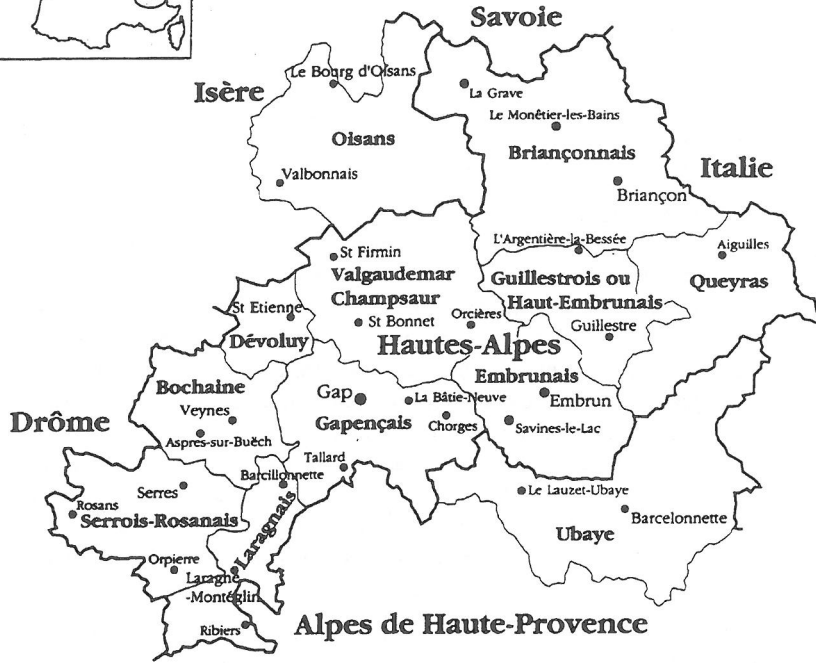 Savoie
Le Bourg d'Oisans
Isère
La Grave
Le Monêtier-les-Bains
Oisans
Briançonnais
Italie
Valbonnais
Briançon
L'Argentière-la-Bessée
Aiguilles
St Firmin
Valgaudemar
Champsaur
Guillestrois ou
Haut-Embrunais
Queyras
St Etienne
Dévoluy
St Bonnet
Orcières
Guillestre
Hautes-Alpes
Bochaine
Veynes
Embrunais
Gap
La Bâtie-Neuve
Embrun
Drôme
Gapençais
Chorges
Savines-le-Lac
Aspres-sur-Buëch
Tallard
Barcillonnette
Serres
Le Lauzet-Ubaye
Rosans
Serrois-Rosanais
Laragnais
Barcelonnette
Ubaye
Orpierre
Laragne
-Montéglin
Ribiers
Alpes de Haute-Provence